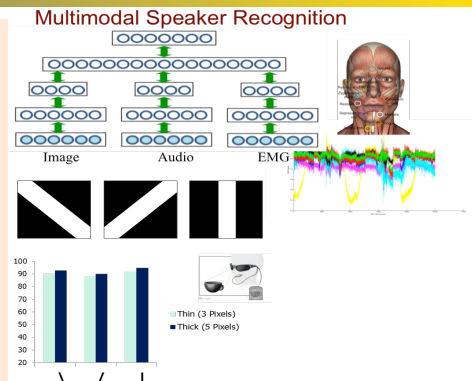 Multimodal Speaker Recognition
Image
Audio
EMG
100
90
80
70
60
50
40
30
20
Thin (3 Pixels)
Thick (5 Pixels)
\ / |